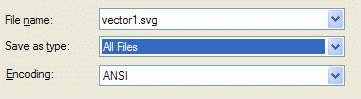 File name: vector1.svg
Save as type: All Files
Encoding: ANSI